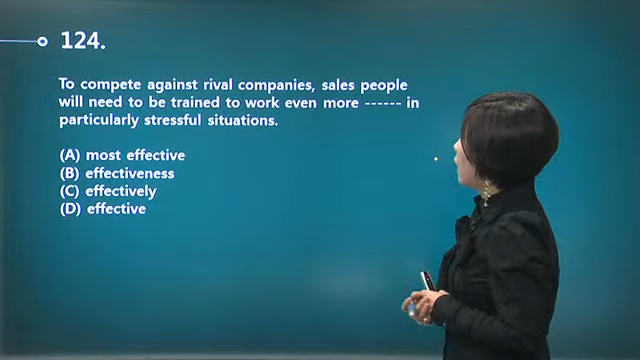 124.
To compete against rival companies, sales people
will need to be trained to work even more ------ in
particularly stressful situations.
(A) most effective
(B) effectiveness
(C) effectively
(D) effective